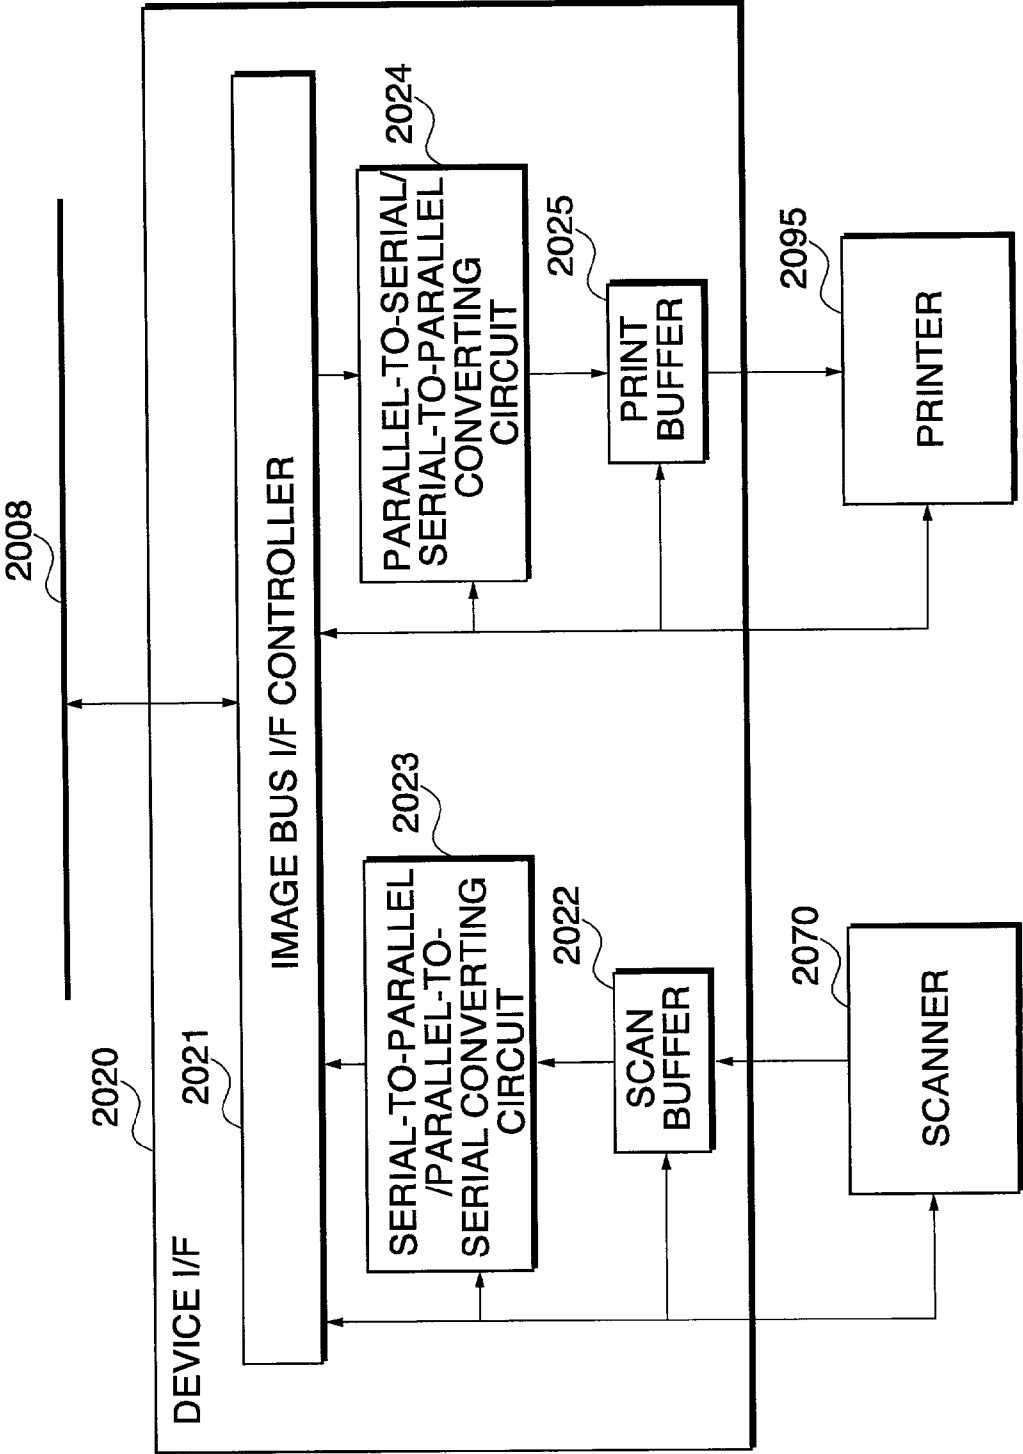 2008
DEVICE I/F
2020
2021
IMAGE BUS I/F CONTROLLER
SERIAL-TO-PARALLEL
/PARALLEL-TO-
SERIAL CONVERTING
CIRCUIT
2023
PARALLEL-TO-SERIAL/
SERIAL-TO-PARALLEL
CONVERTING
CIRCUIT
2024
SCAN
BUFFER
2022
PRINT
BUFFER
2025
SCANNER
2070
PRINTER
2095